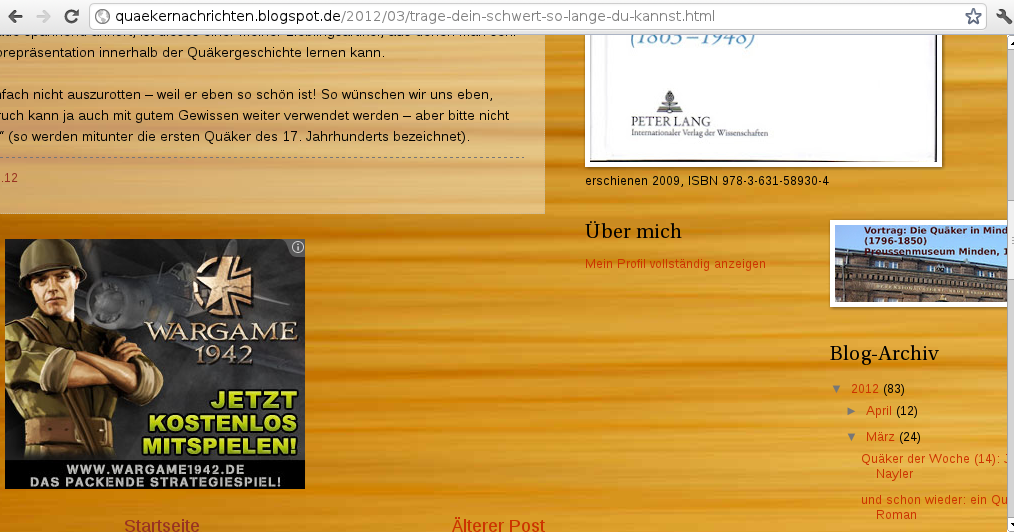 quaekernachrichten.blogspot.de/2012/03/trage-dein-schwert-so-lange-du-kannst.html
repräsentation innerhalb der Quäkergeschichte lernen kann.
nfach nicht auszurotten – weil er eben so schön ist! So wünschen wir uns eben,
ruch kann ja auch mit gutem Gewissen weiter verwendet werden – aber bitte nicht
“ (so werden mitunter die ersten Quäker des 17. Jahrhunderts bezeichnet).
.12
WARGAME
1942
JETZT
KOSTENLOS
MITSPIELEN!
WWW.WARGAME1942.DE
DAS PACKENDE STRATEGIESPIEL!
Startseite
Älterer Post
(1863–1948)
PETER LANG
Internationaler Verlag der Wissenschaften
erschienen 2009, ISBN 978-3-631-58930-4
Über mich
Mein Profil vollständig anzeigen
Vortrag: Die Quäker in Mind
(1796-1850)
Preussenmuseum Minden, 1
Blog-Archiv
▼ 2012 (83)
► April (12)
▼ März (24)
Quäker der Woche (14): J
Nayler
und schon wieder: ein Qu
Roman